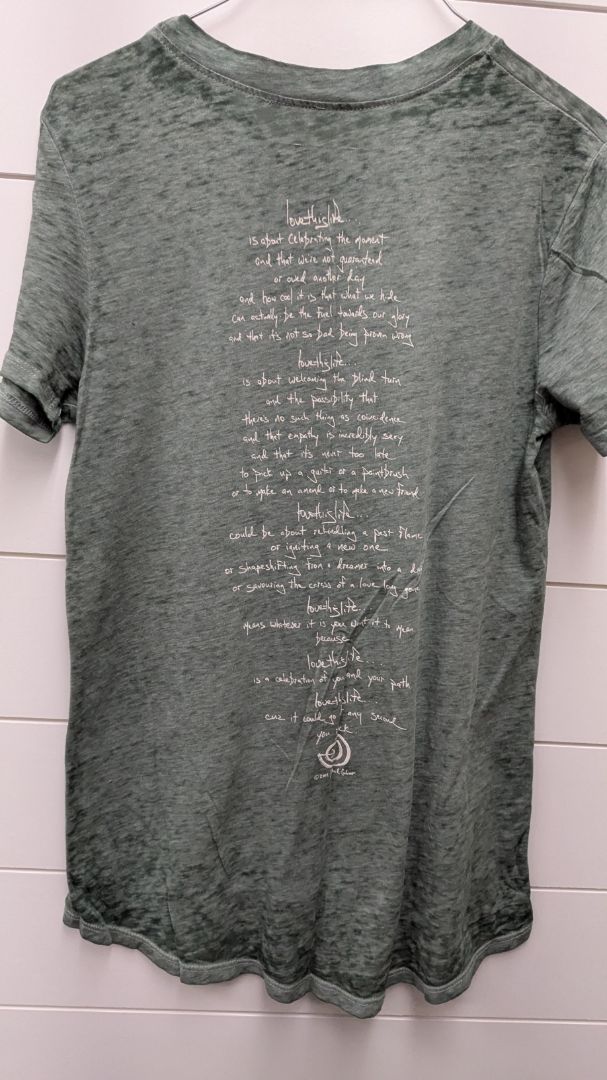 lovethislife...
is about celebrating the moment
and that we're not guaranteed
or owed another day
and how cool it is that what we hide
can actually be the fuel towards our glory
and that it's not so bad being proven wrong
lovethislife...
is about welcoming the blind turn
and the possibility that
there's no such thing as coincidence
and that empathy is incredibly sexy
and that it's never too late
to pick up a guitar or a paintbrush
or to make an amend or to make a new friend
lovethislife...
could be about rekindling a past flame
or igniting a new one
or shapeshifting from a dreamer into a
or savouring the caress of a love long gone
lovethislife.
means whatever it is you want it to mean
because
lovethislife....
is a celebration of you and your path
lovethislife...
cuz it could go any second
you